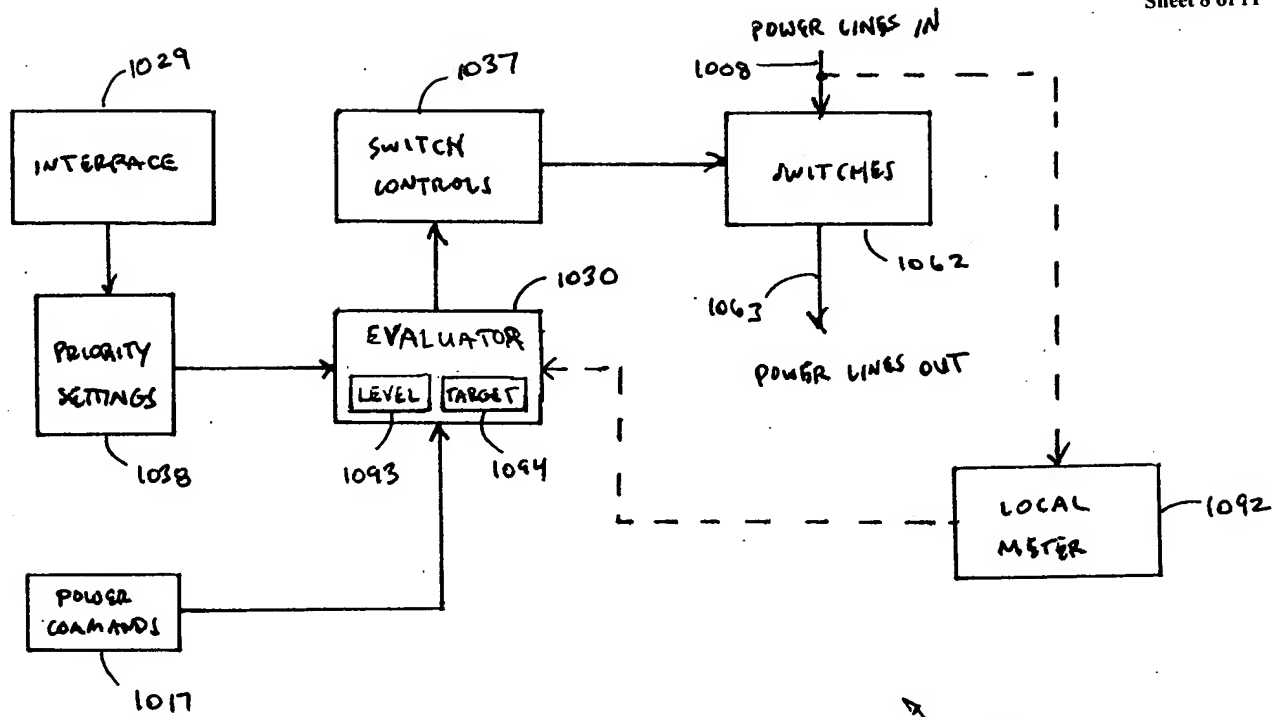 Sheet 8 of 11
POWER LINES IN
1029
1037
1008
INTERFACE
SWITCH
CONTROLS
SWITCHES
1062
1030
1063
PRIORITY
SETTINGS
EVALUATOR
LEVEL
TARGET
POWER LINES OUT
1038
1093
1094
LOCAL
METER
1092
POWER
COMMANDS
1017